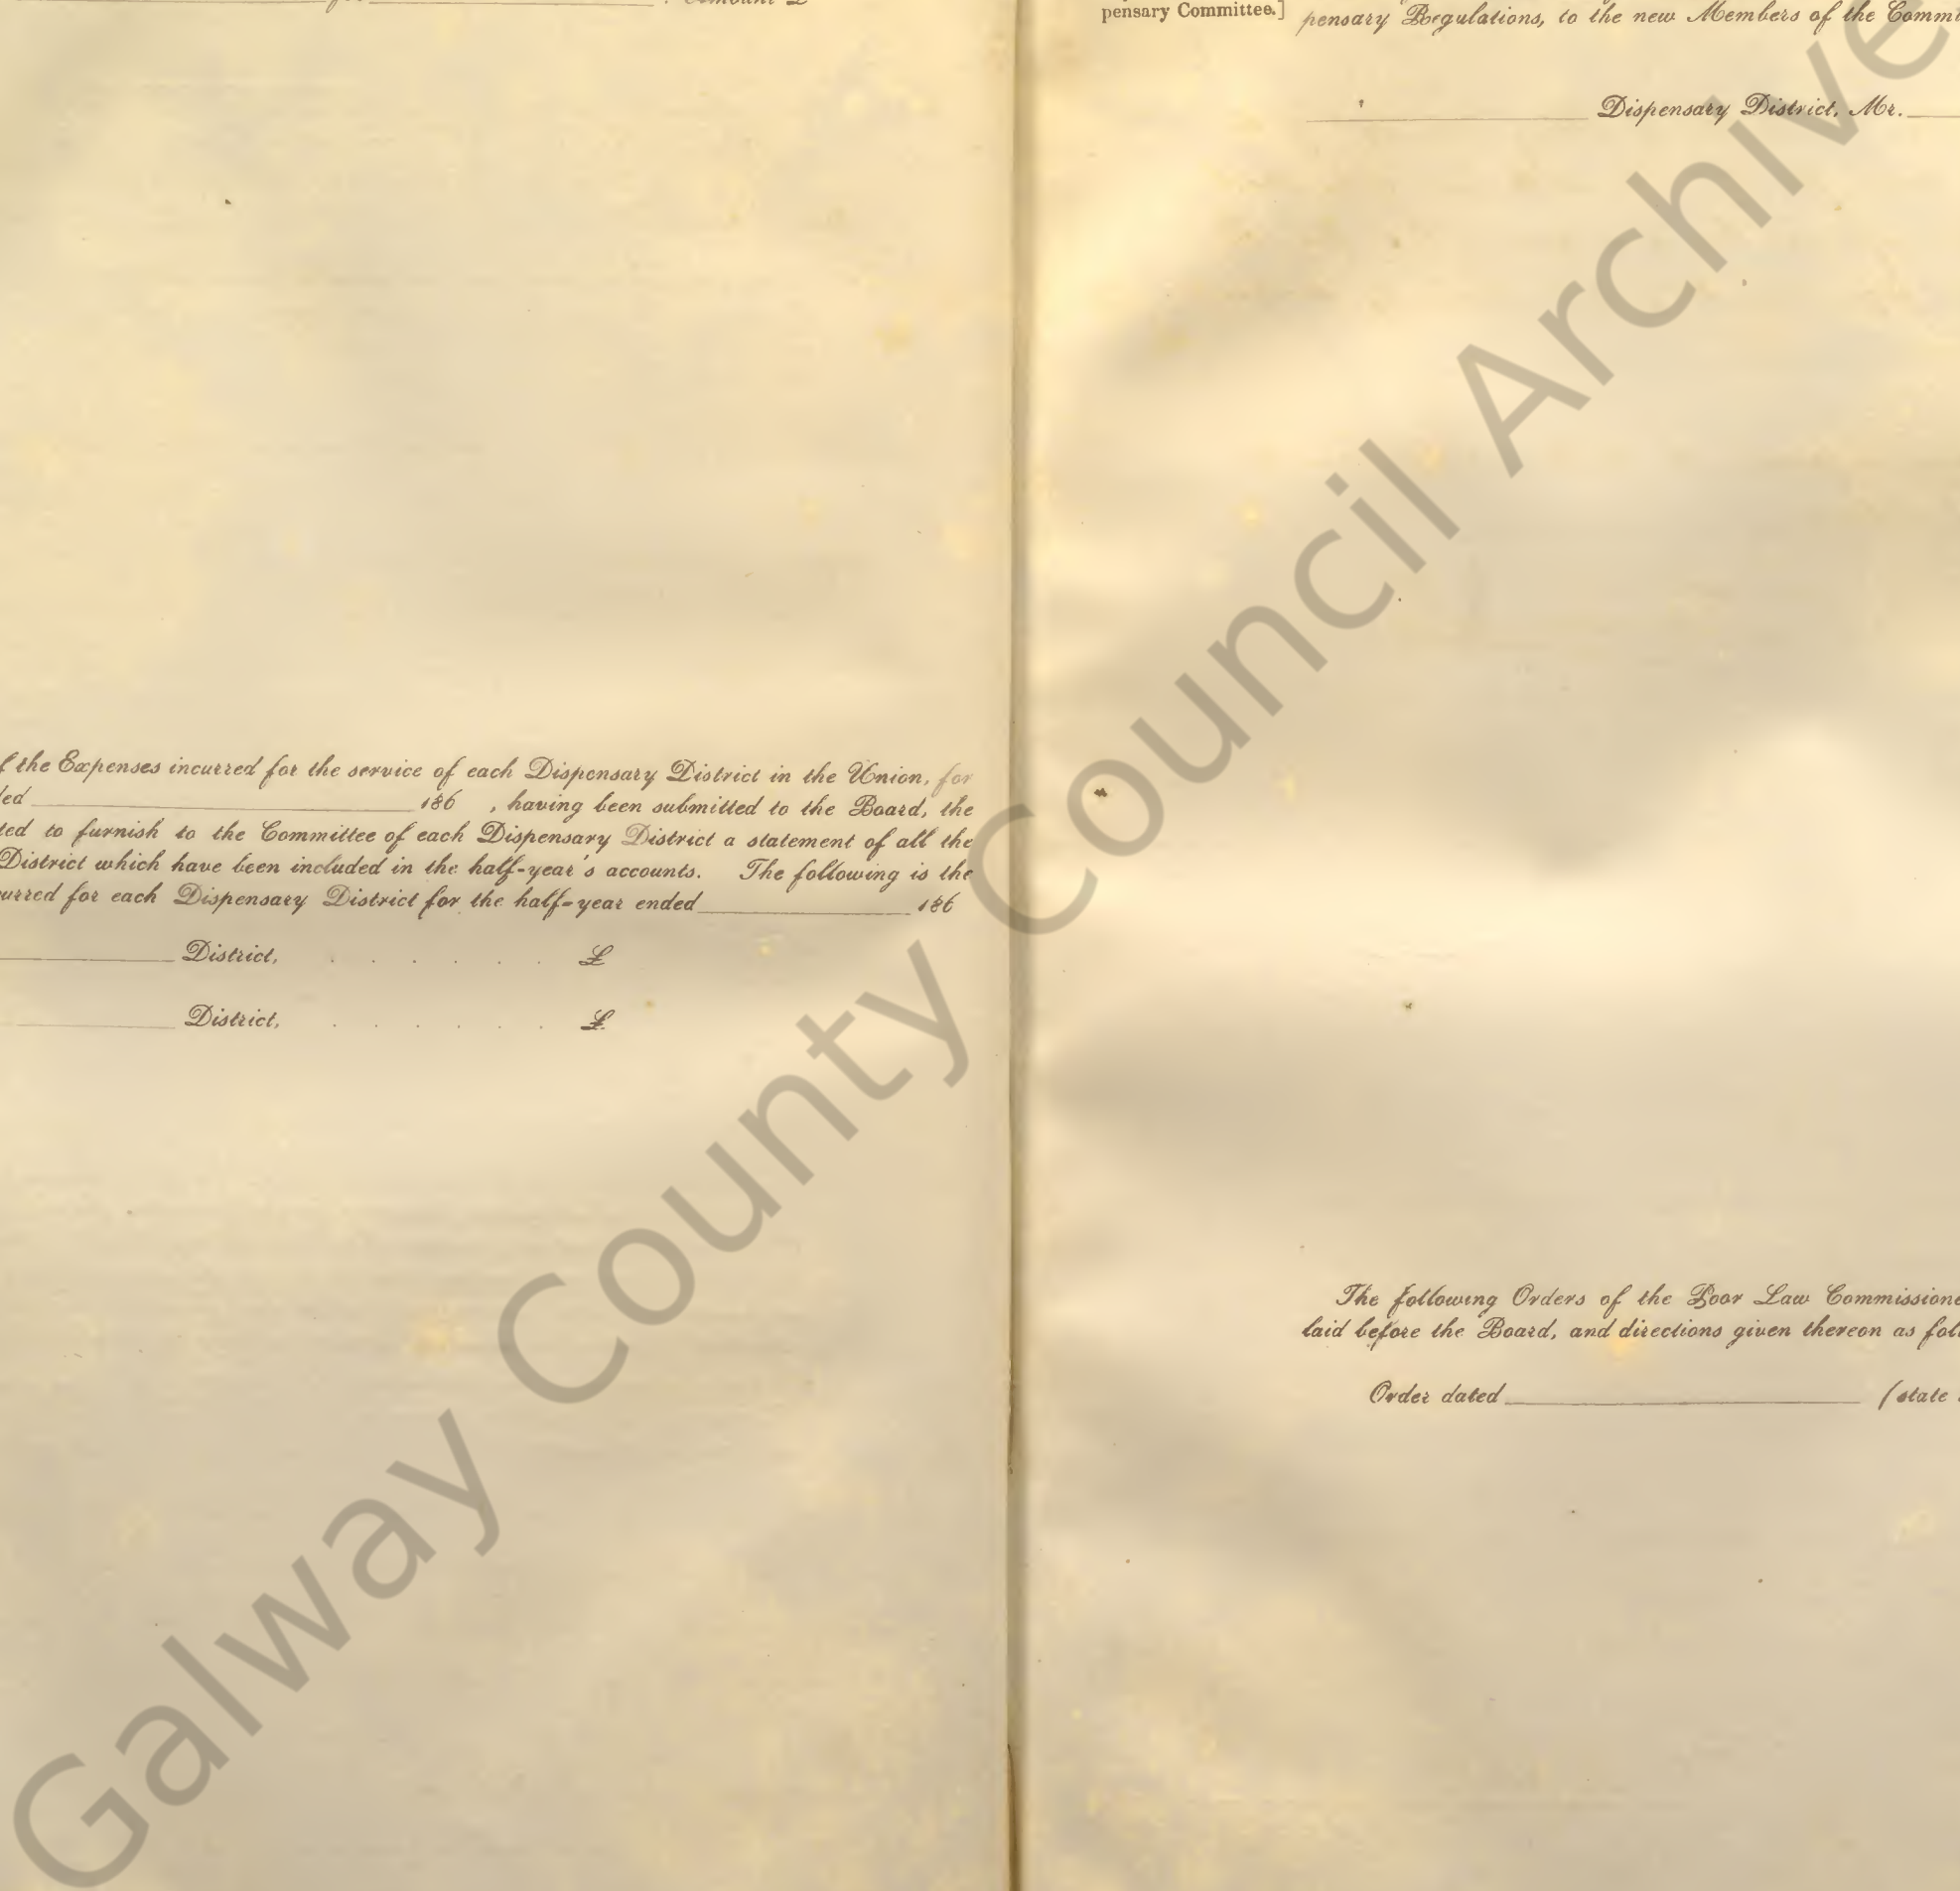 for . Amount £
f the Expenses incurred for the service of each Dispensary District in the Union, for
ded 186 , having been submitted to the Board, the
ted to furnish to the Committee of each Dispensary District a statement of all the
District which have been included in the half-year's accounts. The following is the
urred for each Dispensary District for the half-year ended 186
District, . . . . . . £
District, . . . . . . £
pensary Committee.]
pensary Regulations, to the new Members of the Commi
Dispensary District, Mr.
The following Orders of the Poor Law Commissione
laid before the Board, and directions given thereon as foll
Order dated (state
Galway County Council Archive